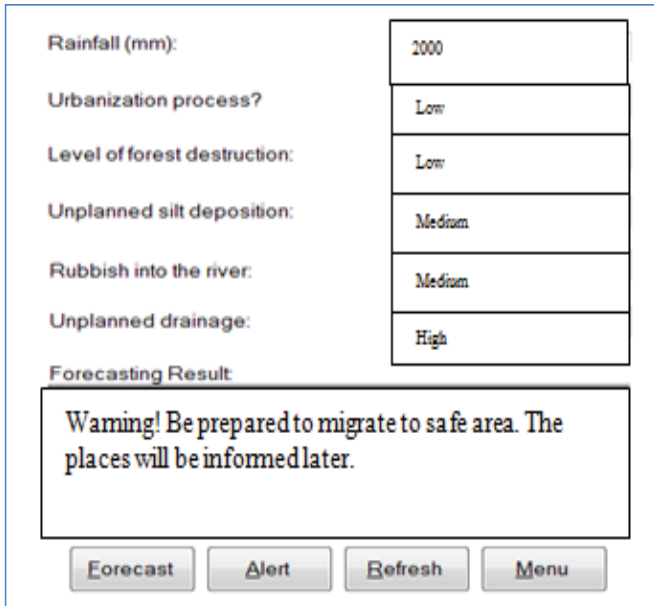 Rainfall (mm): 2000
Urbanization process? Low
Level of forest destruction: Low
Unplanned silt deposition: Medium
Rubbish into the river: Medium
Unplanned drainage: High
Forecasting Result:
Warning! Be prepared to migrate to safe area. The
places will be informed later.
Forecast Alert Refresh Menu